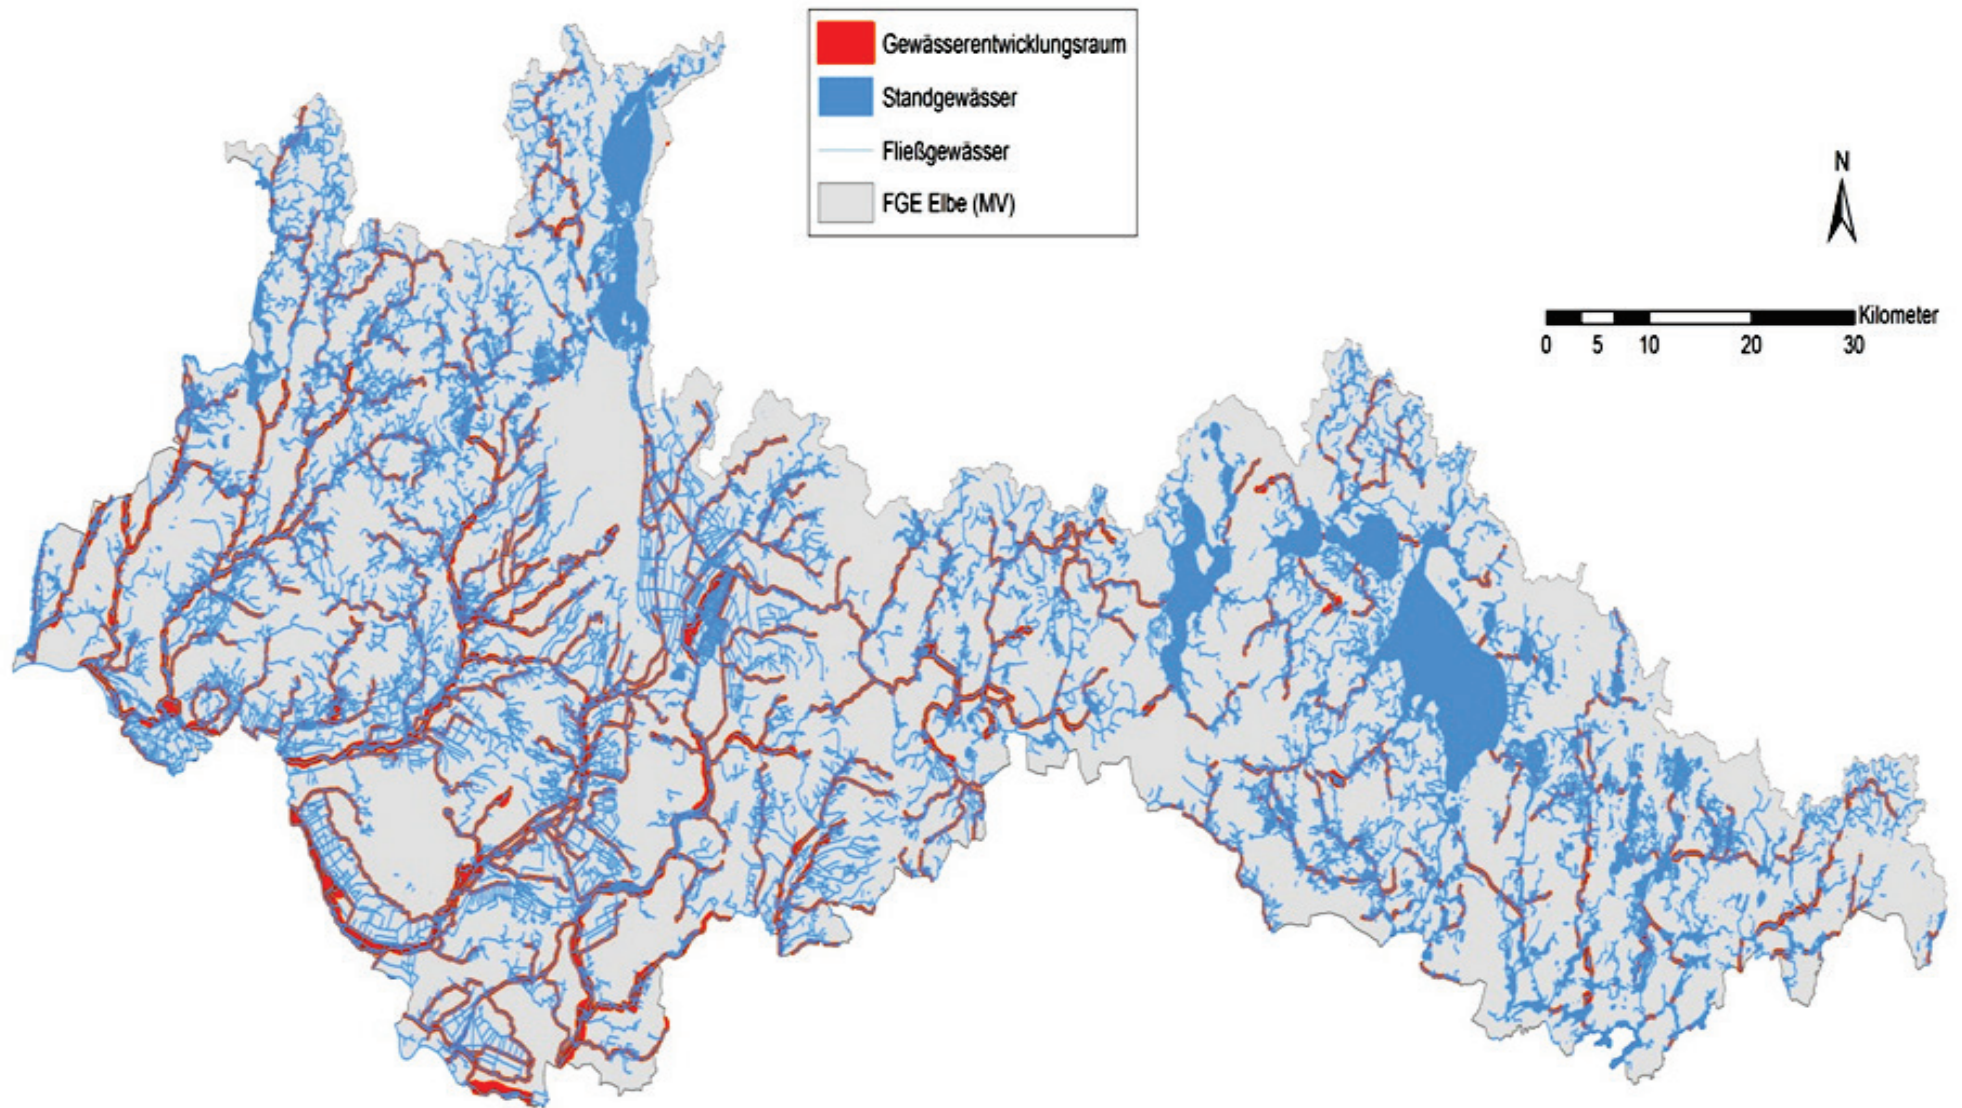 Gewässerentwicklungsraum
Standgewässer
Fließgewässer
FGE Elbe (MV)
N
Kilometer
0 5 10 20 30